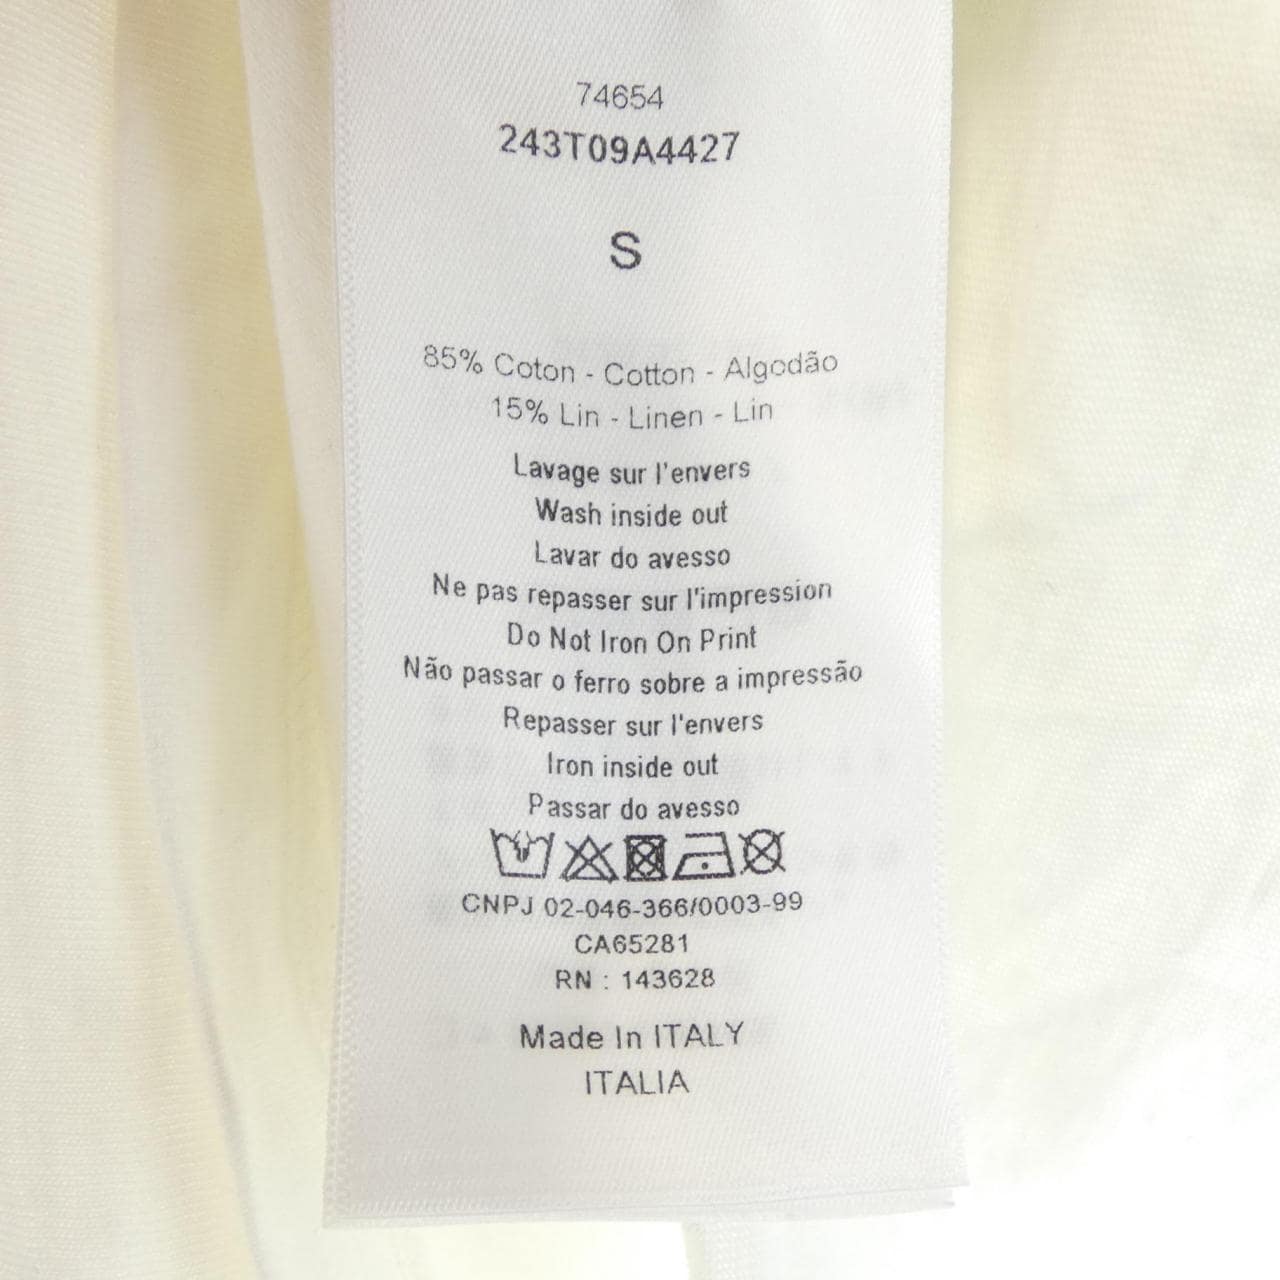 74654
243T09A4427
S
85% Coton - Cotton - Algodão
15% Lin - Linen - Lin
Lavage sur l'envers
Wash inside out
Lavar do avesso
Ne pas repasser sur l'impression
Do Not Iron On Print
Não passar o ferro sobre a impressão
Repasser sur l'envers
Iron inside out
Passar do avesso
CNPJ 02-046-366/0003-99
CA65281
RN : 143628
Made In ITALY
ITALIA